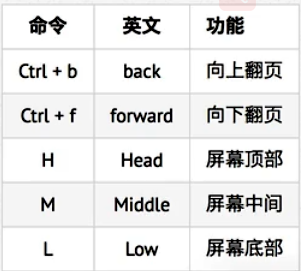 命令 英文 功能
Ctrl + b back 向上翻页
Ctrl + f forward 向下翻页
H Head 屏幕顶部
M Middle 屏幕中间
L Low 屏幕底部